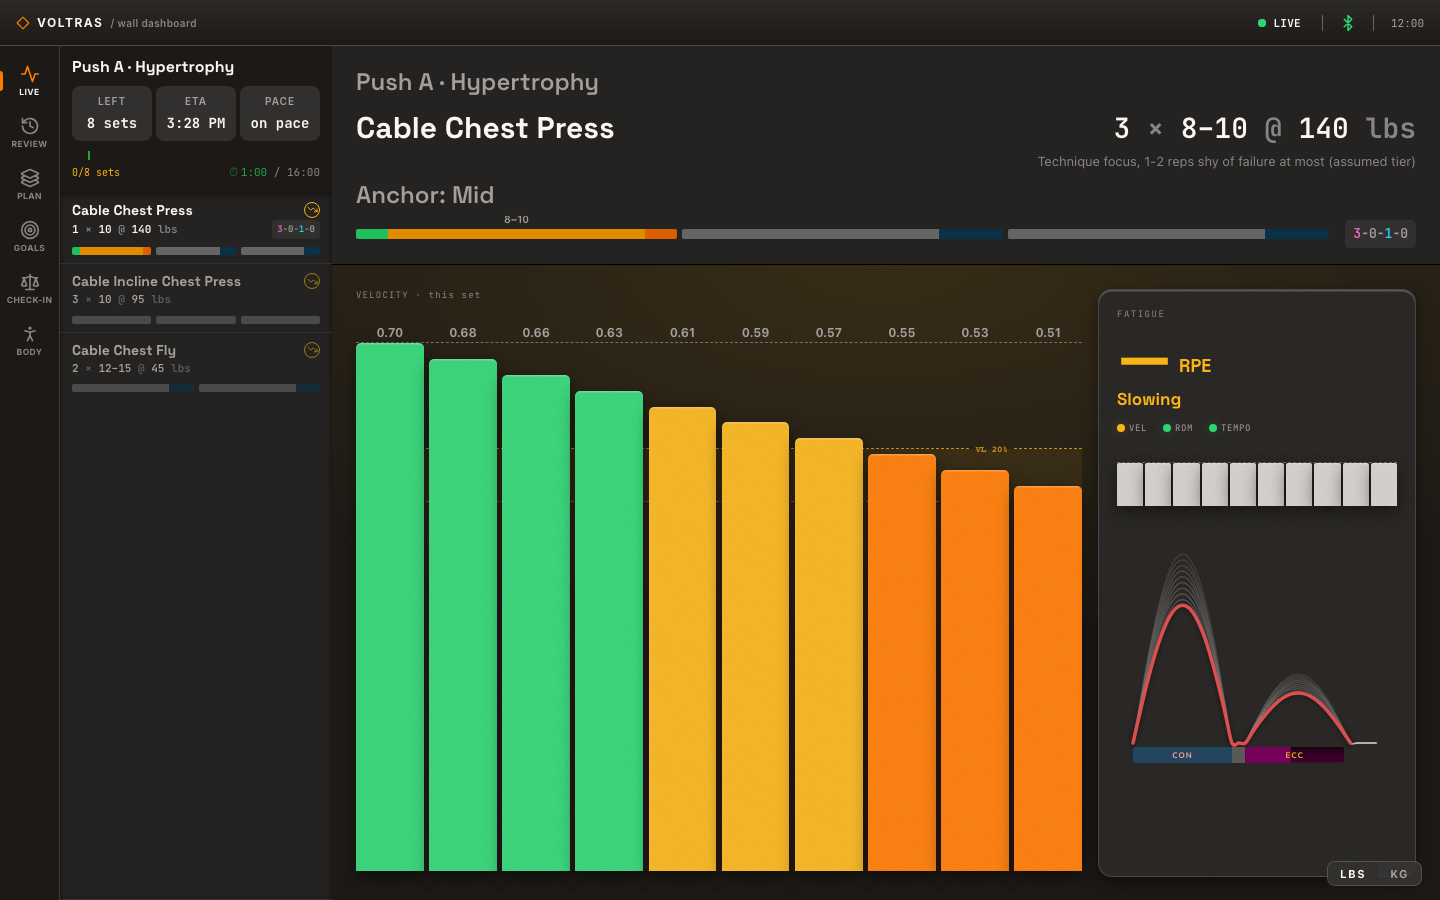 VOLTRAS / wall dashboard
LIVE
12:00
LIVE
REVIEW
PLAN
GOALS
CHECK-IN
BODY
Push A · Hypertrophy
LEFT
8 sets
ETA
3:28 PM
PACE
on pace
0/8 sets
1:00 / 16:00
Cable Chest Press
1 × 10 @ 140 lbs
3-0-1-0
Cable Incline Chest Press
3 × 10 @ 95 lbs
Cable Chest Fly
2 × 12–15 @ 45 lbs
Push A · Hypertrophy
Cable Chest Press
3 × 8–10 @ 140 lbs
Technique focus, 1-2 reps shy of failure at most (assumed tier)
Anchor: Mid
8–10
3-0-1-0
VELOCITY · this set
0.70 0.68 0.66 0.63 0.61 0.59 0.57 0.55 0.53 0.51
VL 20%
FATIGUE
— RPE
Slowing
VEL ROM TEMPO
CON ECC
LBS KG